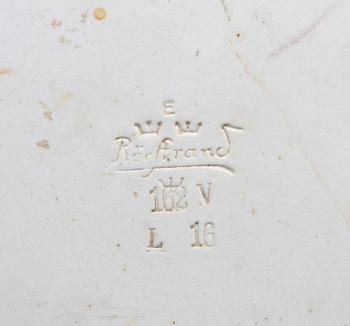 E
Rörstrand
162 V
L 16